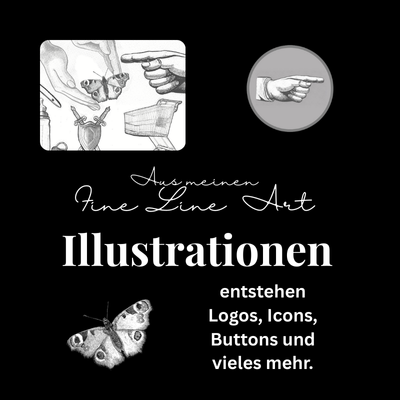 Aus meinen
Fine Line Art
Illustrationen
entstehen
Logos, Icons,
Buttons und
vieles mehr.